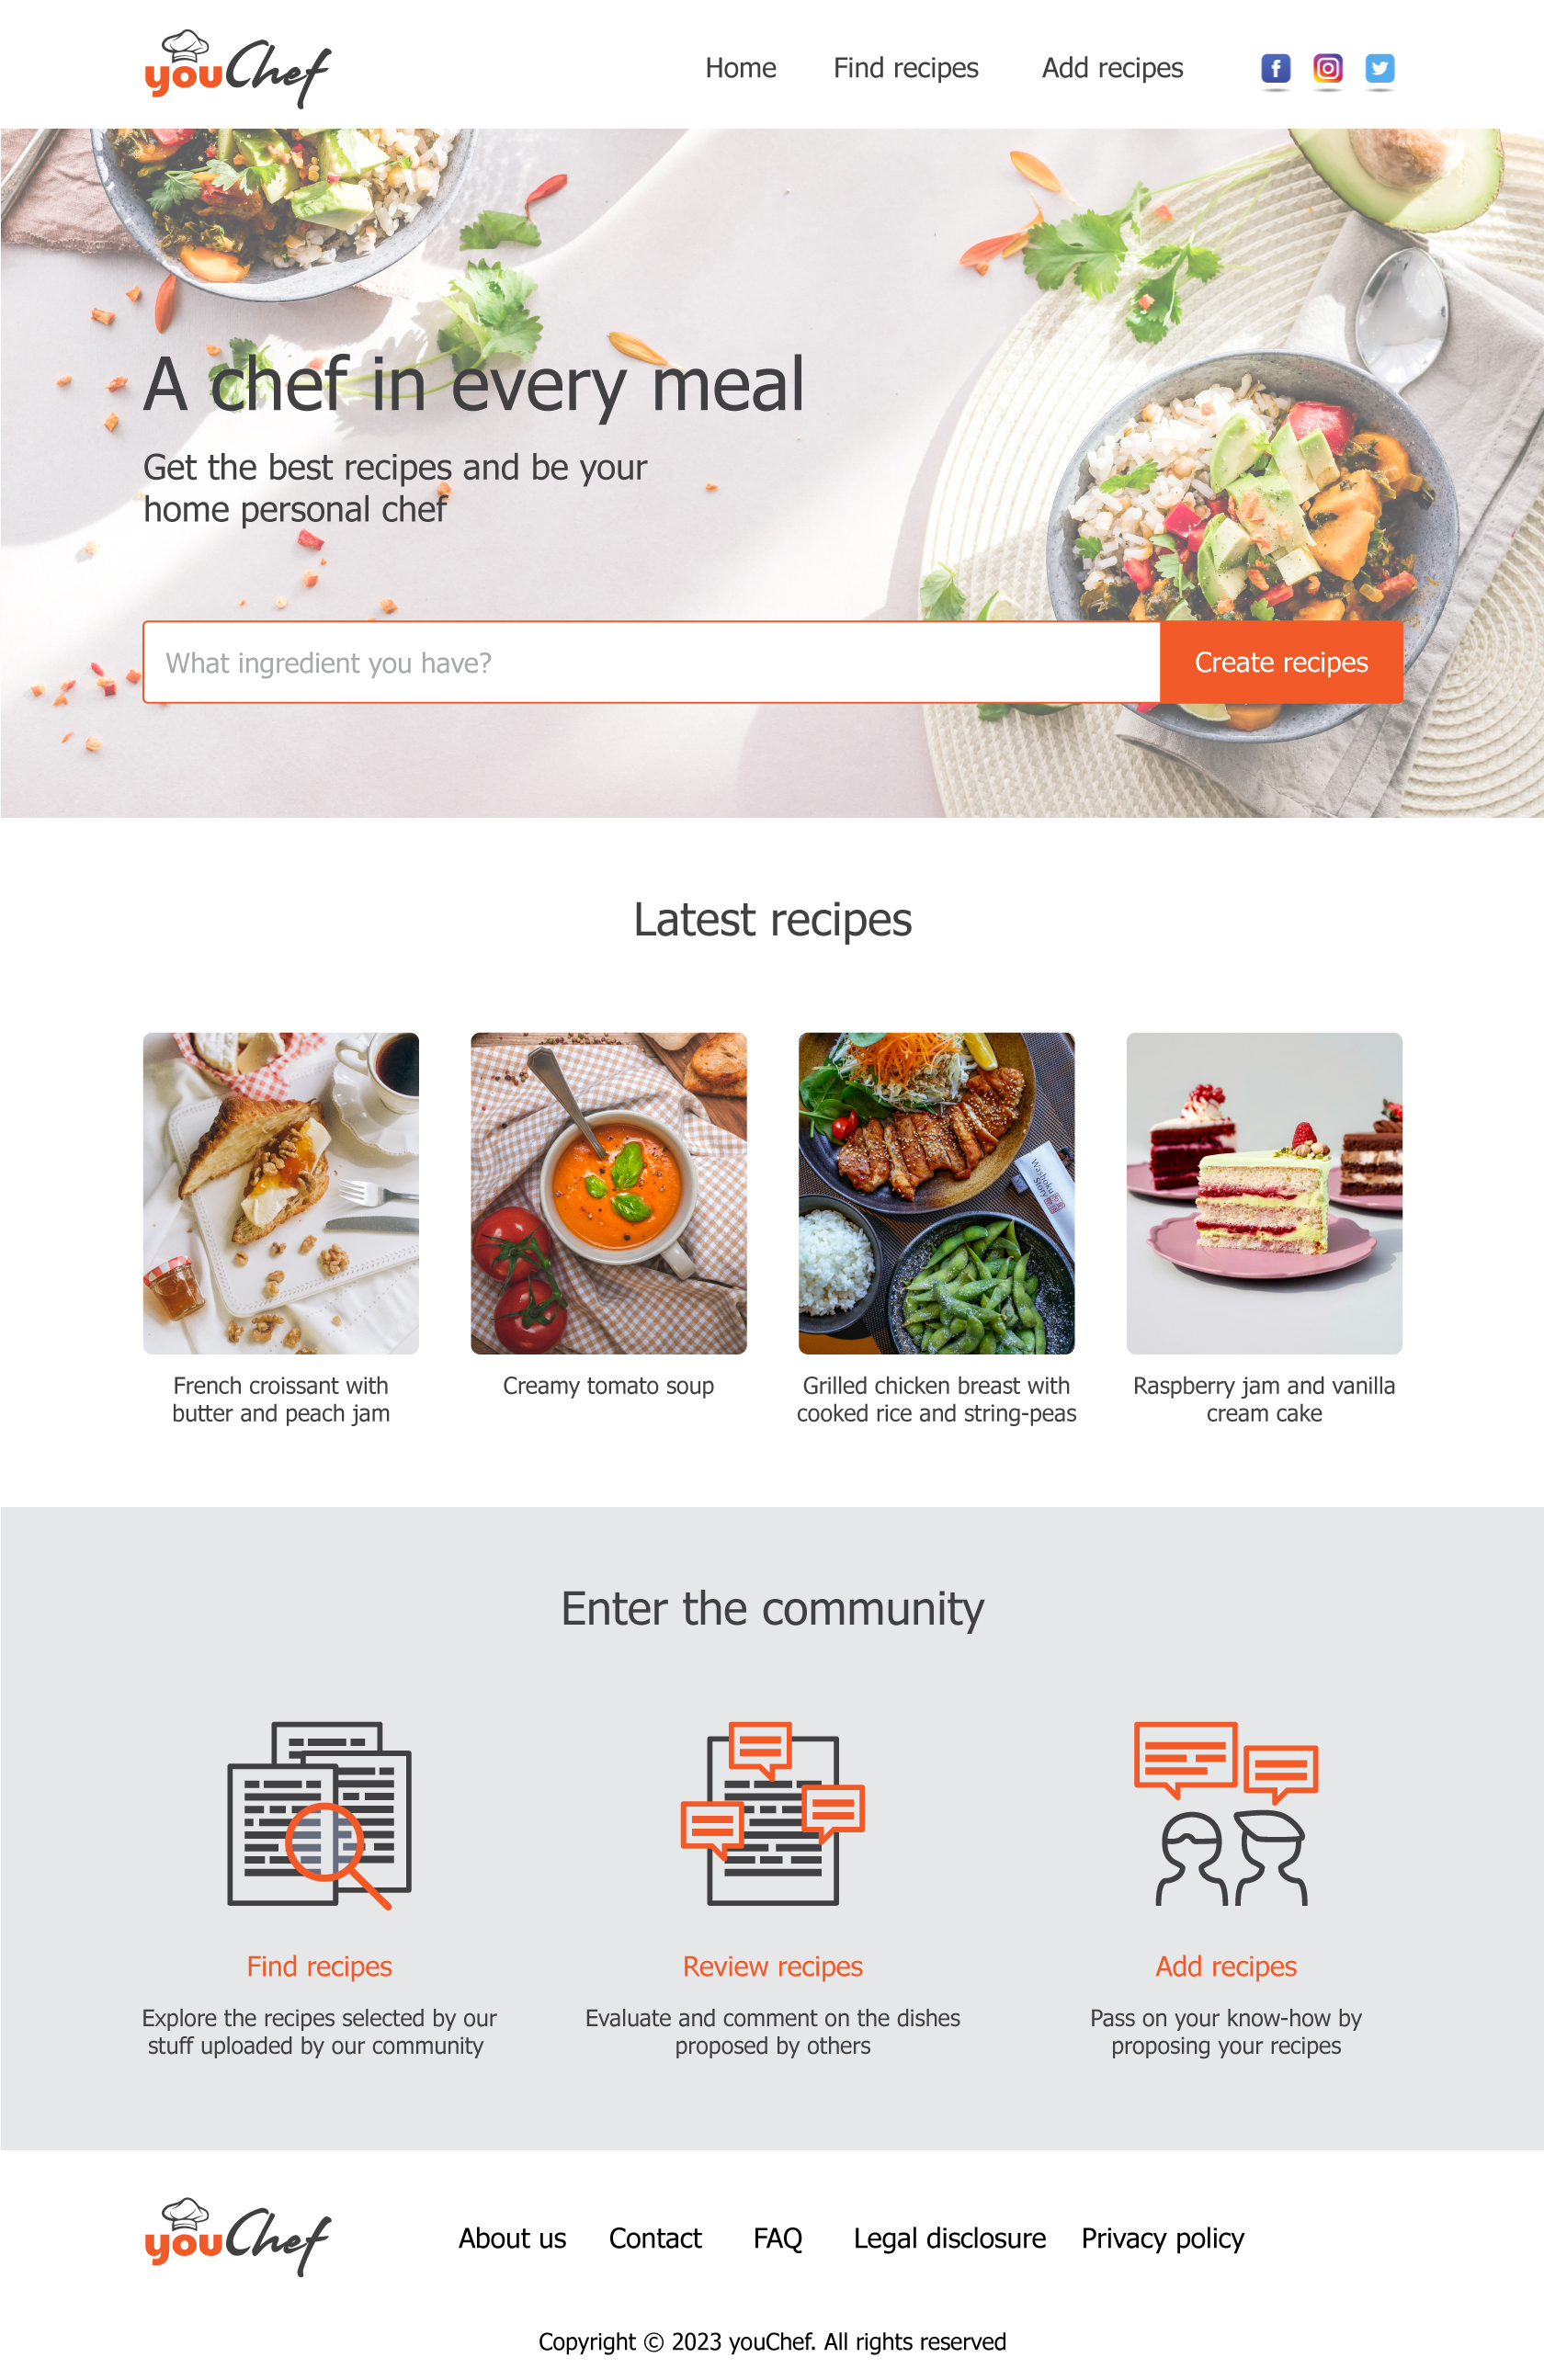 youChef
Home
Find recipes
Add recipes
A chef in every meal
Get the best recipes and be your
home personal chef
What ingredient you have?
Create recipes
Latest recipes
Washoku
Story
French croissant with
butter and peach jam
Creamy tomato soup
Grilled chicken breast with
cooked rice and string-peas
Raspberry jam and vanilla
cream cake
Enter the community
Find recipes
Explore the recipes selected by our
stuff uploaded by our community
Review recipes
Evaluate and comment on the dishes
proposed by others
Add recipes
Pass on your know-how by
proposing your recipes
youChef
About us
Contact
FAQ
Legal disclosure
Privacy policy
Copyright © 2023 youChef. All rights reserved